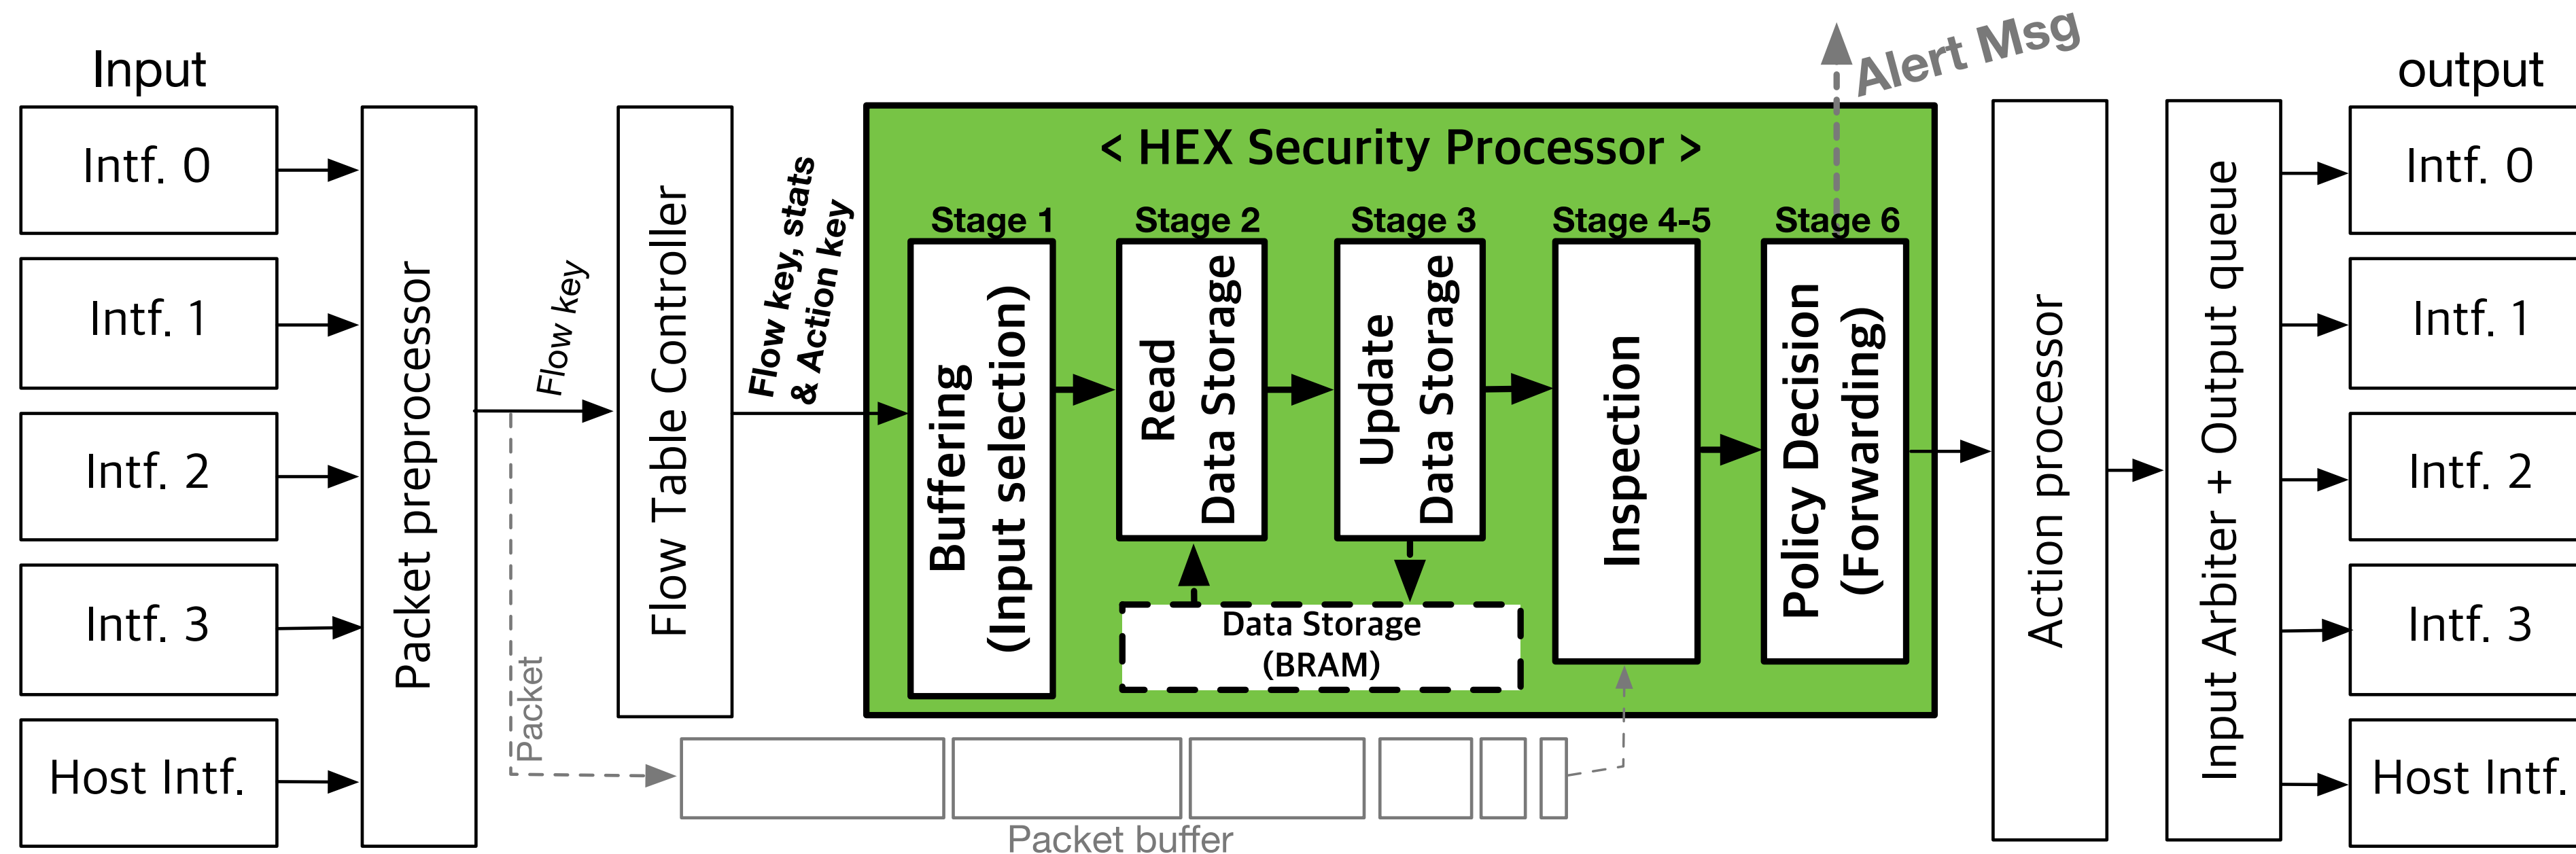 Input
Intf. 0
Intf. 1
Intf. 2
Intf. 3
Host Intf.
Packet preprocessor
Flow key
Packet
Flow Table Controller
Flow key, stats
& Action key
< HEX Security Processor >
Stage 1
Buffering
(Input selection)
Stage 2
Read
Data Storage
Stage 3
Update
Data Storage
Data Storage
(BRAM)
Stage 4-5
Inspection
Stage 6
Policy Decision
(Forwarding)
Alert Msg
Packet buffer
Action processor
Input Arbiter + Output queue
output
Intf. 0
Intf. 1
Intf. 2
Intf. 3
Host Intf.